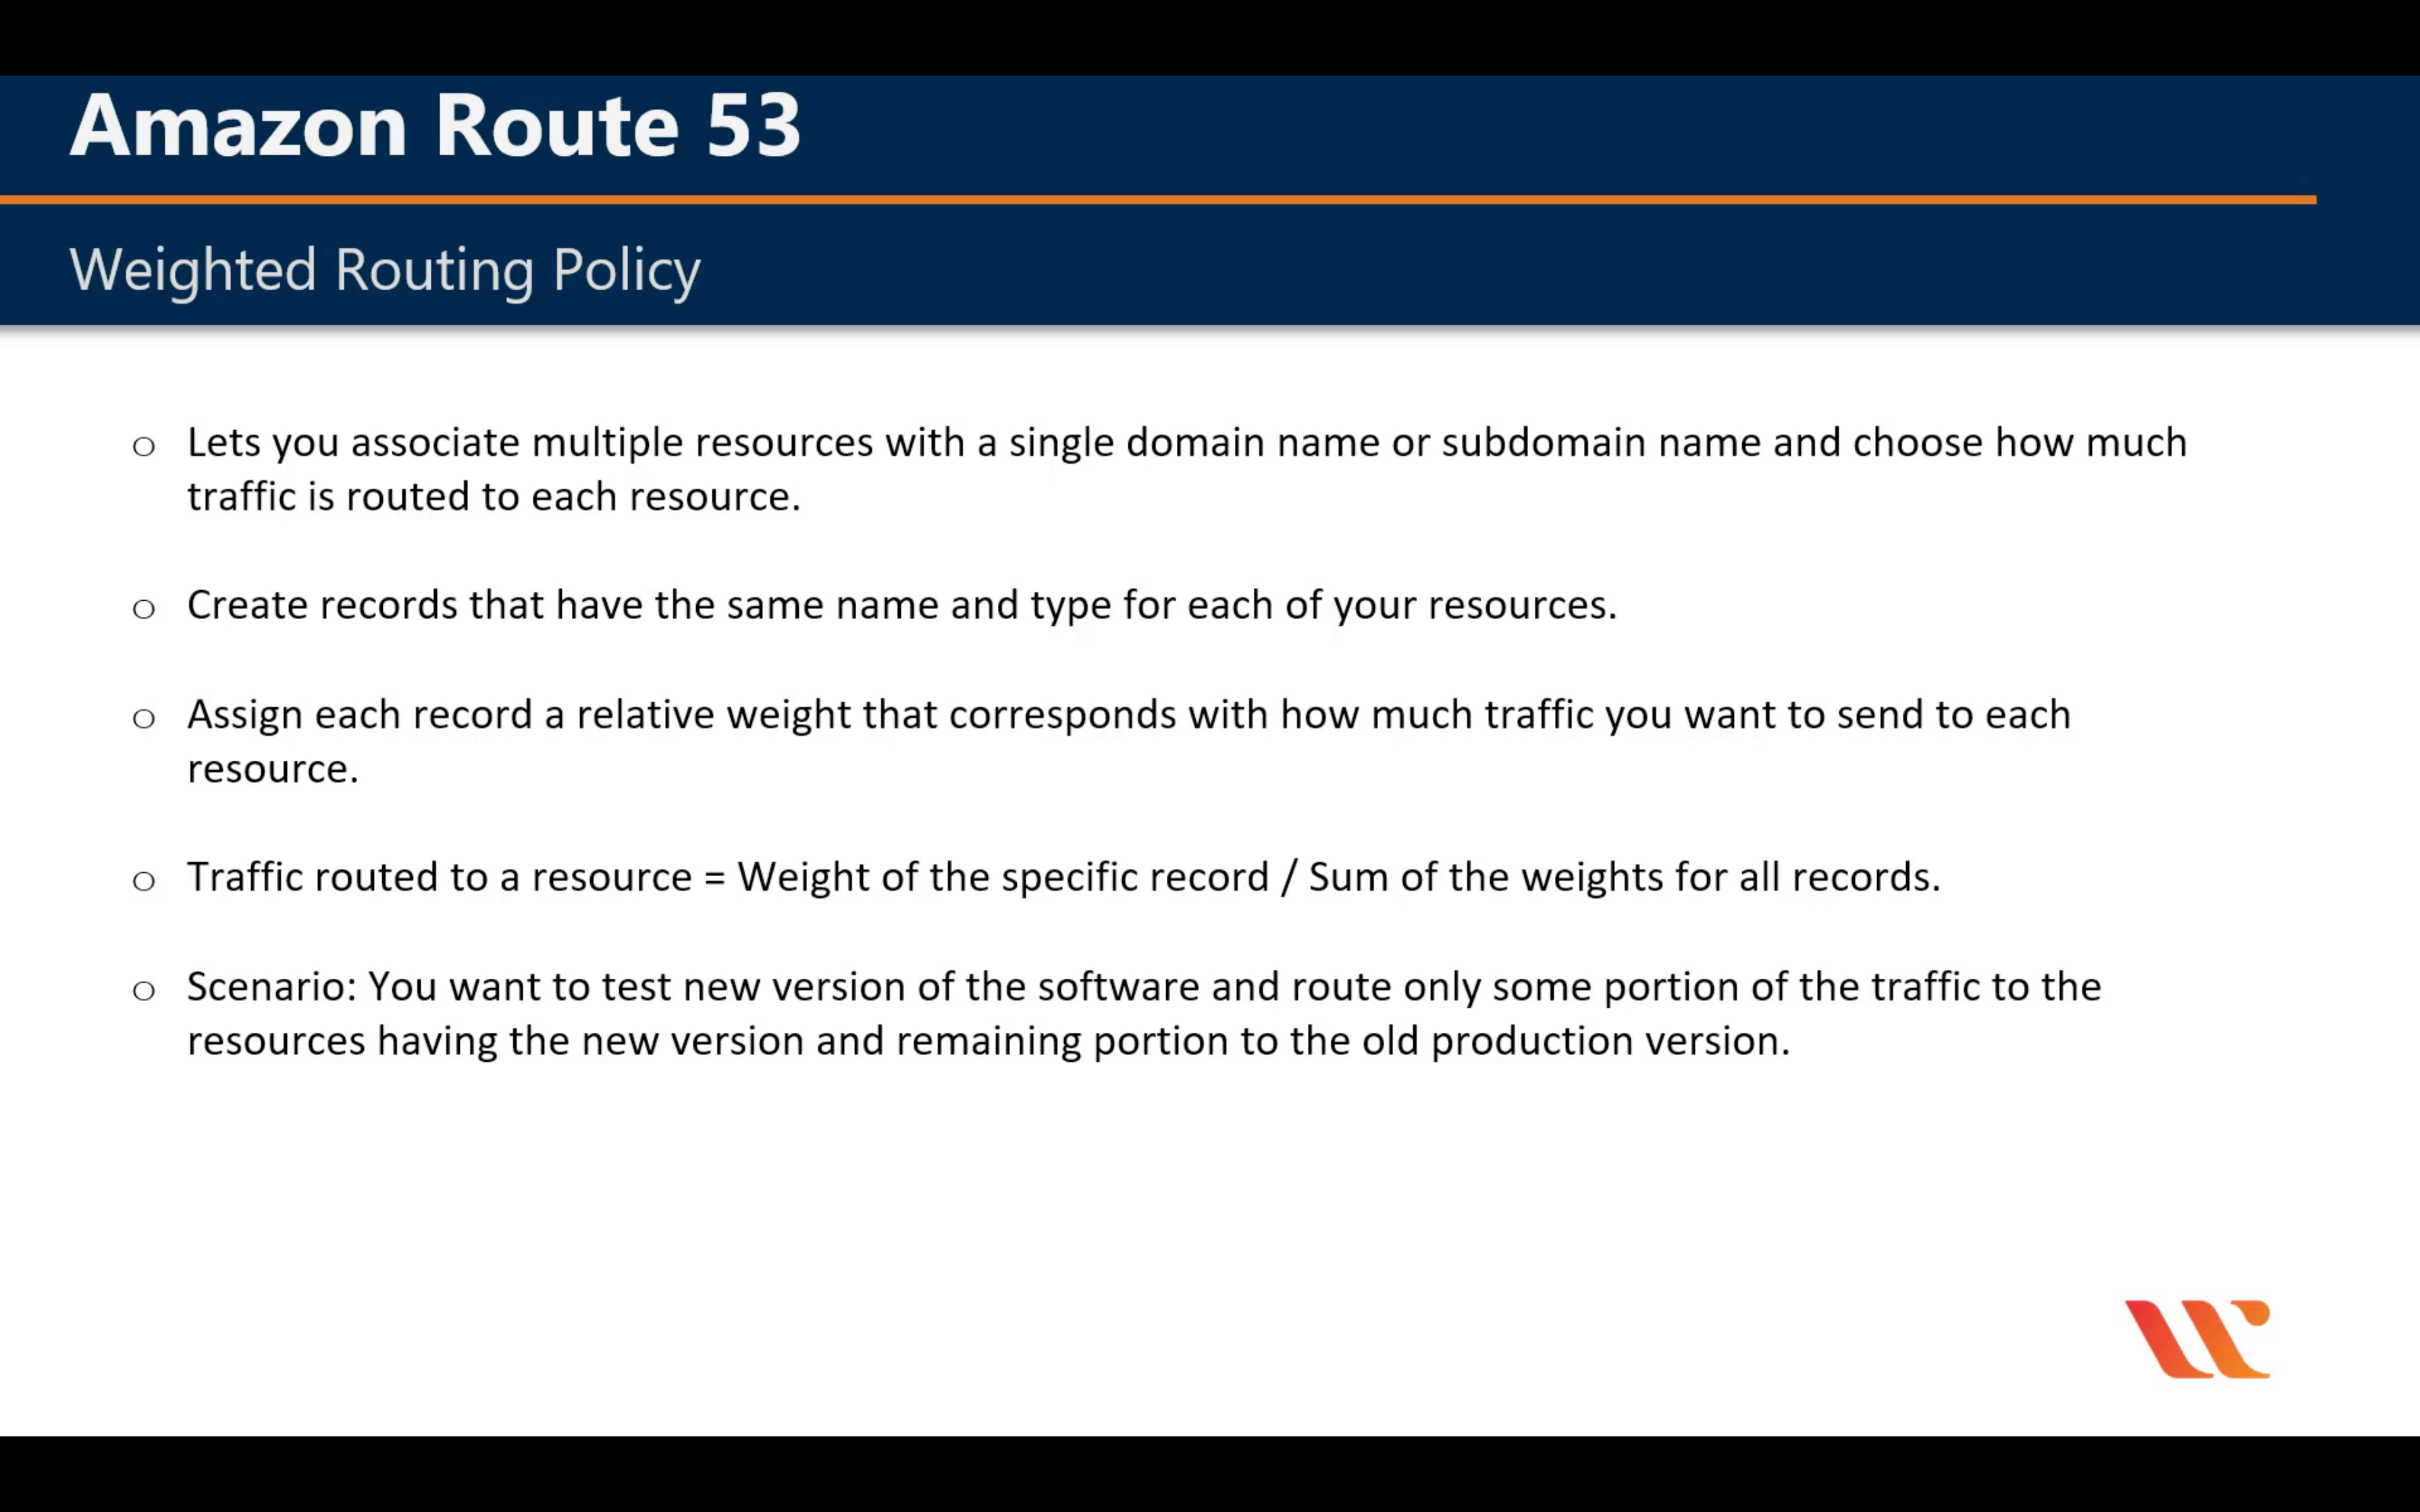 Amazon Route 53
Weighted Routing Policy
o Lets you associate multiple resources with a single domain name or subdomain name and choose how much
traffic is routed to each resource.
o Create records that have the same name and type for each of your resources.
o Assign each record a relative weight that corresponds with how much traffic you want to send to each
resource.
o Traffic routed to a resource = Weight of the specific record / Sum of the weights for all records.
o Scenario: You want to test new version of the software and route only some portion of the traffic to the
resources having the new version and remaining portion to the old production version.